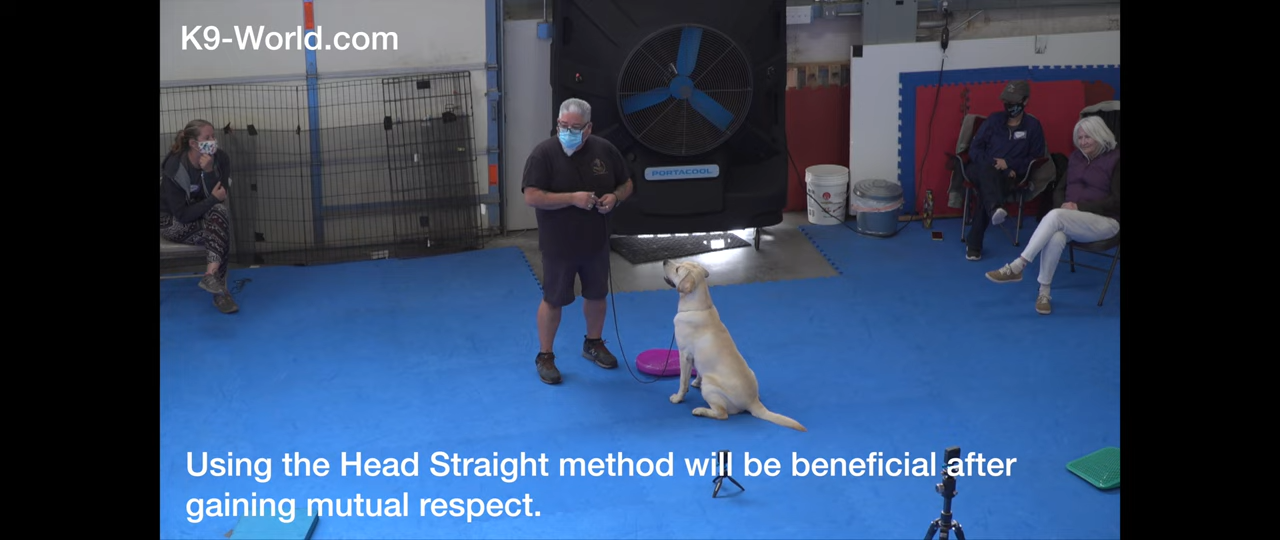 K9-World.com
PORTACOOL
Using the Head Straight method will be beneficial after
gaining mutual respect.